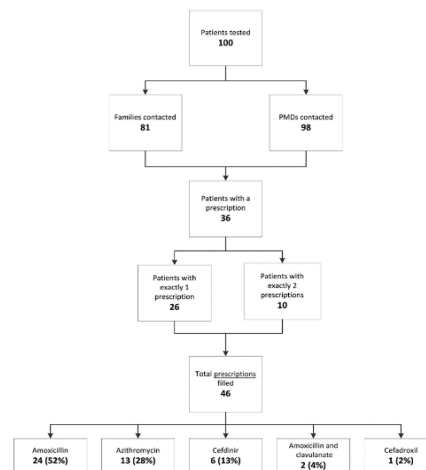 Patients tested
100
Families contacted
81
PMDs contacted
98
Patients with a
prescription
36
Patients with
exactly 1
prescription
26
Patients with
exactly 2
prescriptions
10
Total prescriptions
filled
46
Amoxicillin
24 (52%)
Azithromycin
13 (28%)
Cefdinir
6 (13%)
Amoxicillin and
clavulanate
2 (4%)
Cefadroxil
1 (2%)